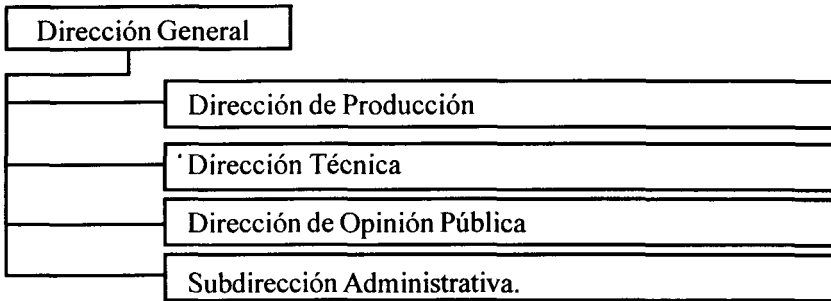 Dirección General
Dirección de Producción
Dirección Técnica
Dirección de Opinión Pública
Subdirección Administrativa.